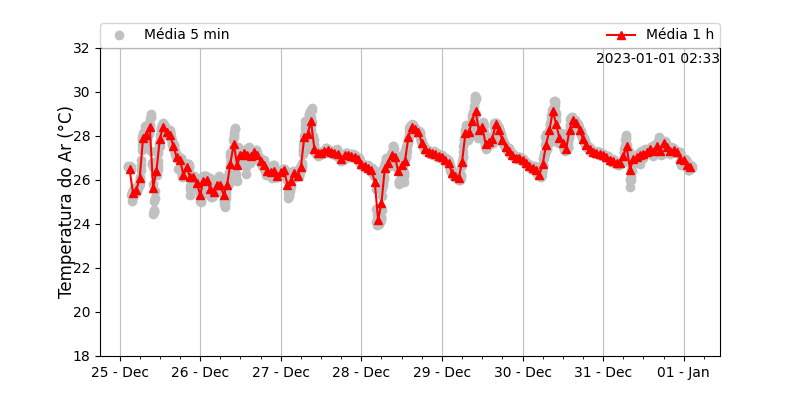 Média 5 min
Média 1 h
2023-01-01 02:33
Temperatura do Ar (°C)
32
30
28
26
24
22
20
18
25 - Dec
26 - Dec
27 - Dec
28 - Dec
29 - Dec
30 - Dec
31 - Dec
01 - Jan